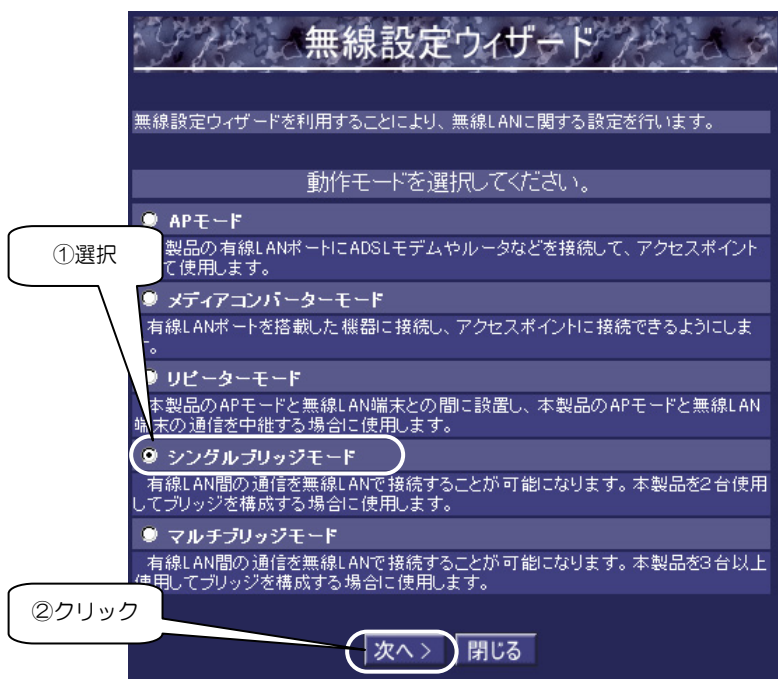 無線設定ウィザード
無線設定ウィザードを利用することにより、無線LANに関する設定を行います。
動作モードを選択してください。
APモード
製品の有線LANポートにADSLモデムやルータなどを接続して、アクセスポイント
て使用します。
①選択
メディアコンバーターモード
有線LANポートを搭載した機器に接続し、アクセスポイントに接続できるようにしま
。
リピーターモード
本製品のAPモードと無線LAN端末との間に設置し、本製品のAPモードと無線LAN
端末の通信を中継する場合に使用します。
シングルブリッジモード
有線LAN間の通信を無線LANで接続することが可能になります。本製品を2台使用
してブリッジを構成する場合に使用します。
マルチブリッジモード
有線LAN間の通信を無線LANで接続することが可能になります。本製品を3台以上
使用してブリッジを構成する場合に使用します。
②クリック
次へ > 閉じる